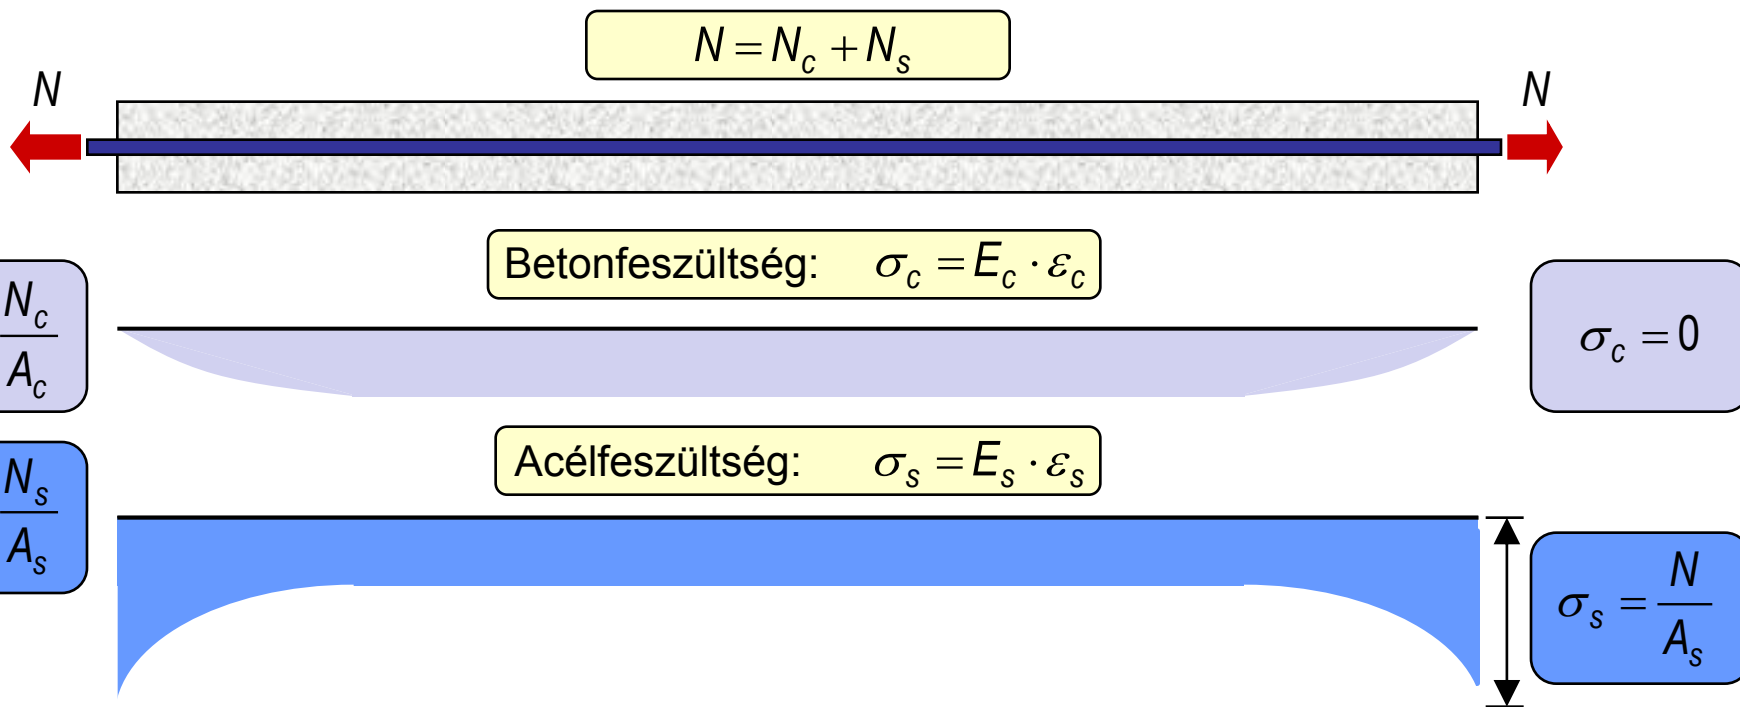 N = N_c + N_s
N
N
Betonfeszültség: σ_c = E_c · ε_c
N_c / A_c
σ_c = 0
Acélfeszültség: σ_s = E_s · ε_s
N_s / A_s
σ_s = N / A_s